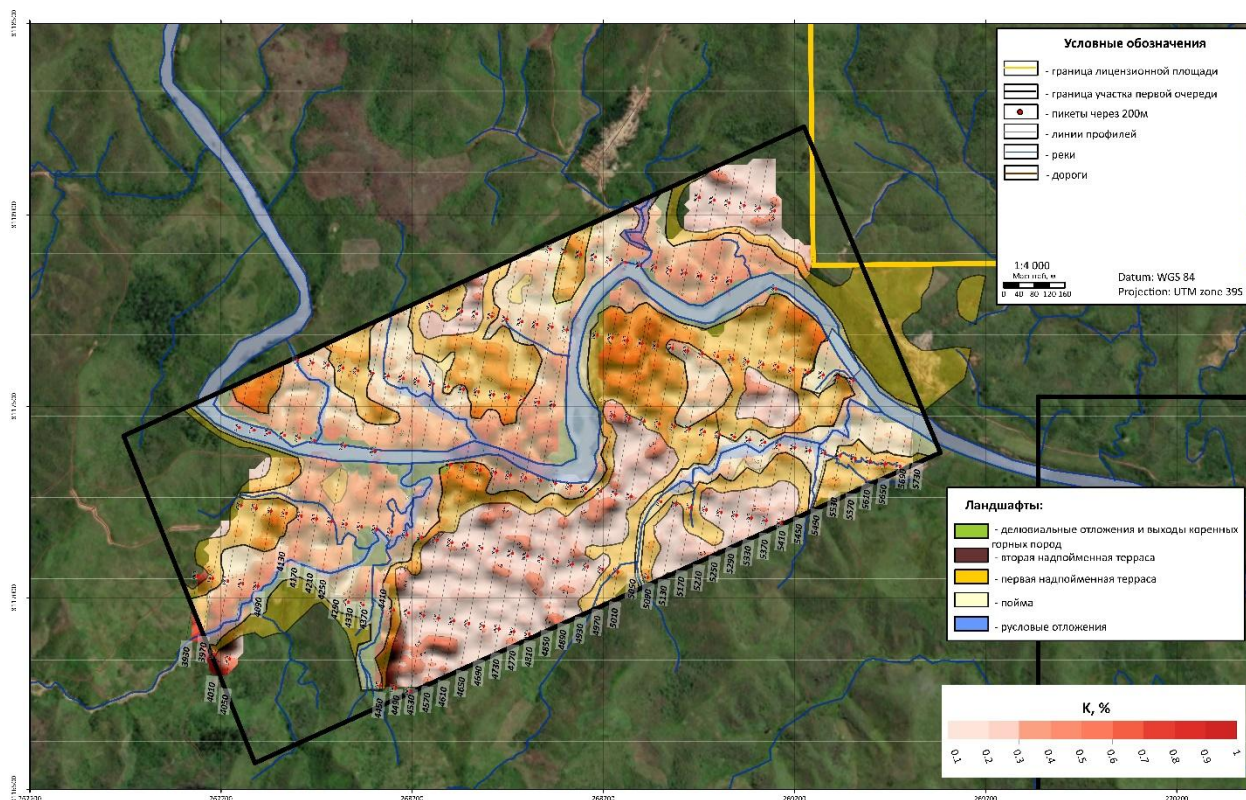 Условные обозначения
- граница лицензионной площади
- граница участка первой очереди
- пикеты через 200м
- линии профилей
- реки
- дороги
1:4 000
0 40 80 120 160
Datum: WGS 84
Projection: UTM zone 39S
Ландшафты:
- делювиальные отложения и выходы коренных
горных пород
- вторая надпойменная терраса
- первая надпойменная терраса
- пойма
- русловые отложения
K, %
0.1 0.2 0.3 0.4 0.5 0.6 0.7 0.8 0.9 1
3930
3970
4010
4050
4090
4130
4170
4210
4250
4290
4330
4370
4410
4450
4490
4530
4570
4610
4650
4690
4730
4770
4810
4850
4890
4930
4970
5010
5050
5090
5130
5170
5210
5250
5290
5330
5370
5410
5450
5490
5530
5570
5610
5650
5690
5730